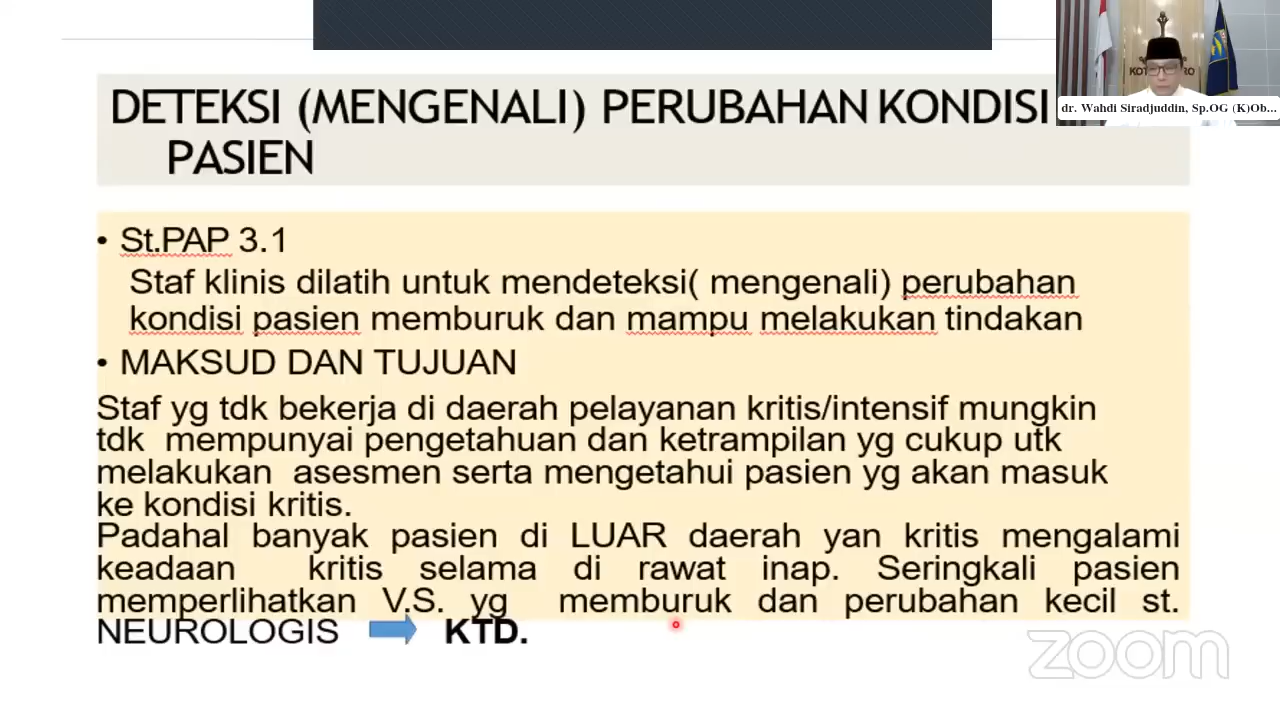 DETEKSI (MENGENALI) PERUBAHAN KONDISI
PASIEN
dr. Wahdi Siradjuddin, Sp.OG (K)Ob...
• St.PAP 3.1
Staf klinis dilatih untuk mendeteksi( mengenali) perubahan
kondisi pasien memburuk dan mampu melakukan tindakan
• MAKSUD DAN TUJUAN
Staf yg tdk bekerja di daerah pelayanan kritis/intensif mungkin
tdk mempunyai pengetahuan dan ketrampilan yg cukup utk
melakukan asesmen serta mengetahui pasien yg akan masuk
ke kondisi kritis.
Padahal banyak pasien di LUAR daerah yan kritis mengalami
keadaan kritis selama di rawat inap. Seringkali pasien
memperlihatkan V.S. yg memburuk dan perubahan kecil st.
NEUROLOGIS KTD.
zoom